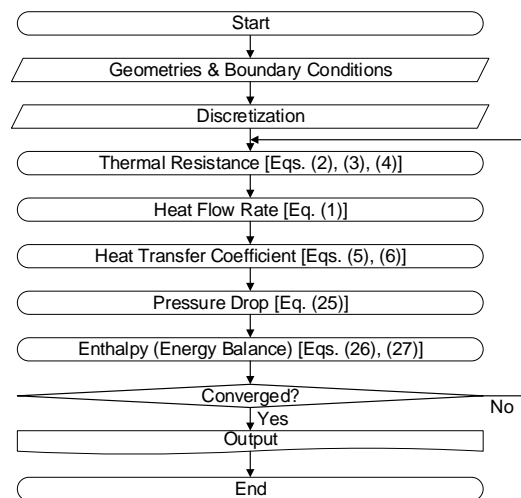 Start
Geometries & Boundary Conditions
Discretization
Thermal Resistance [Eqs. (2), (3), (4)]
Heat Flow Rate [Eq. (1)]
Heat Transfer Coefficient [Eqs. (5), (6)]
Pressure Drop [Eq. (25)]
Enthalpy (Energy Balance) [Eqs. (26), (27)]
Converged?
No
Yes
Output
End